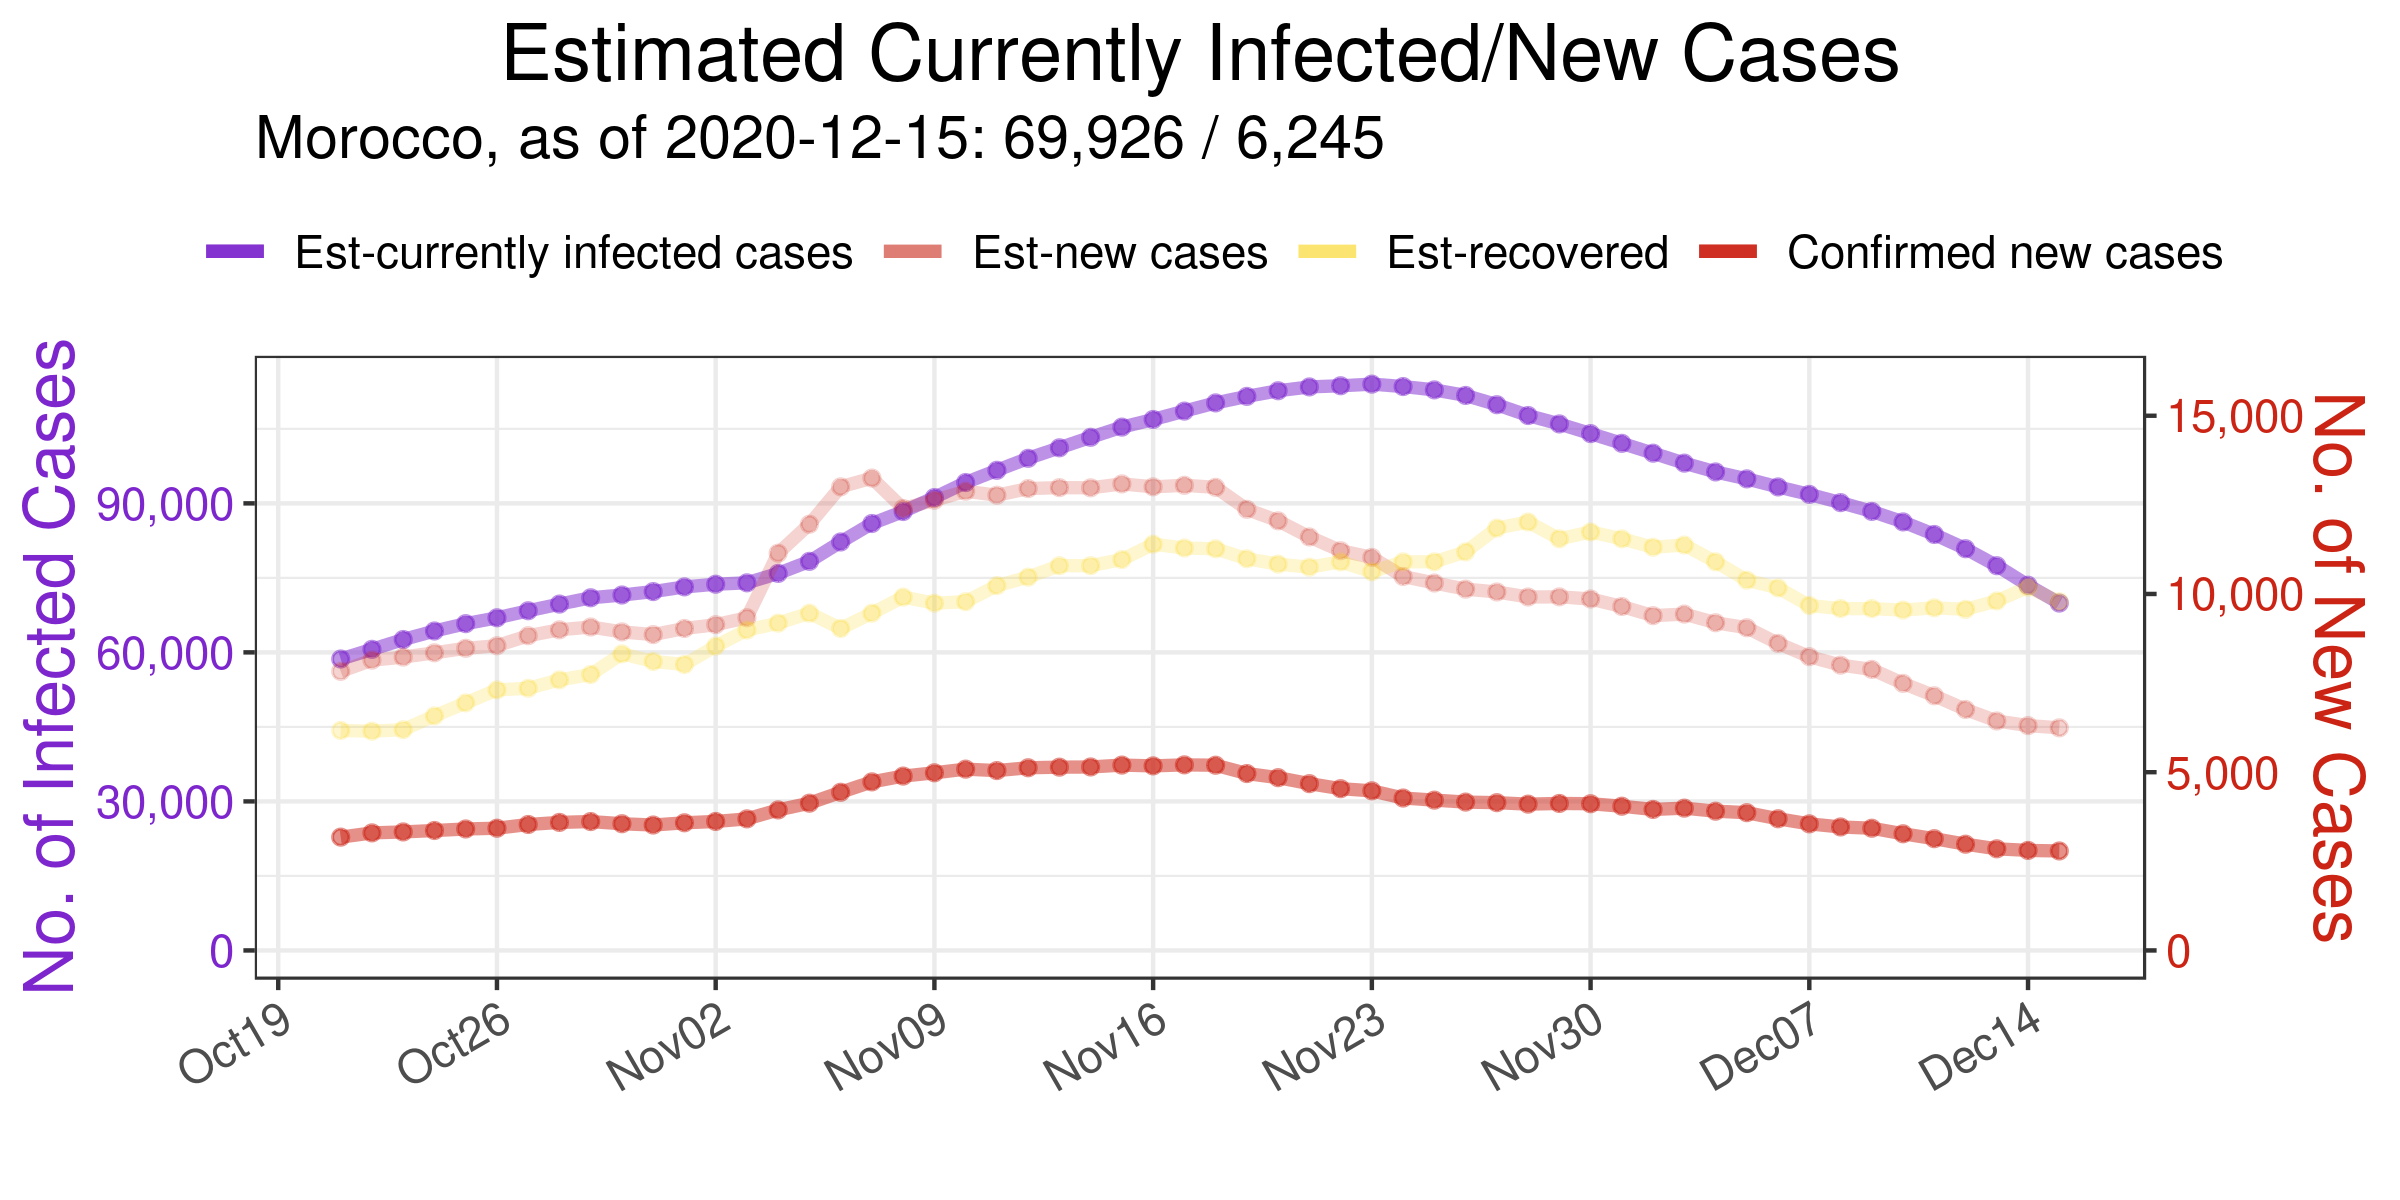 Estimated Currently Infected/New Cases
Morocco, as of 2020-12-15: 69,926 / 6,245
Est-currently infected cases Est-new cases Est-recovered Confirmed new cases
No. of Infected Cases
90,000
60,000
30,000
0
15,000
10,000
5,000
0
No. of New Cases
Oct19 Oct26 Nov02 Nov09 Nov16 Nov23 Nov30 Dec07 Dec14